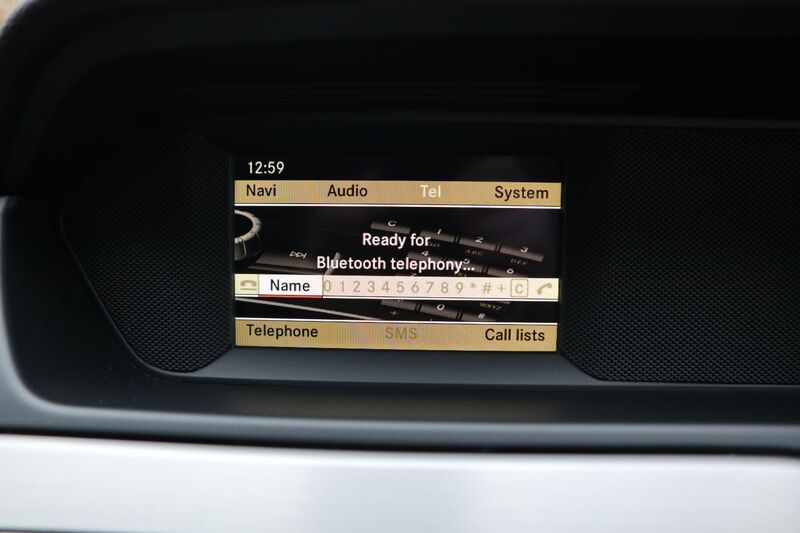 12:59
Navi Audio Tel System
Ready for
Bluetooth telephony...
Name 0 1 2 3 4 5 6 7 8 9 * # + C
Telephone SMS Call lists